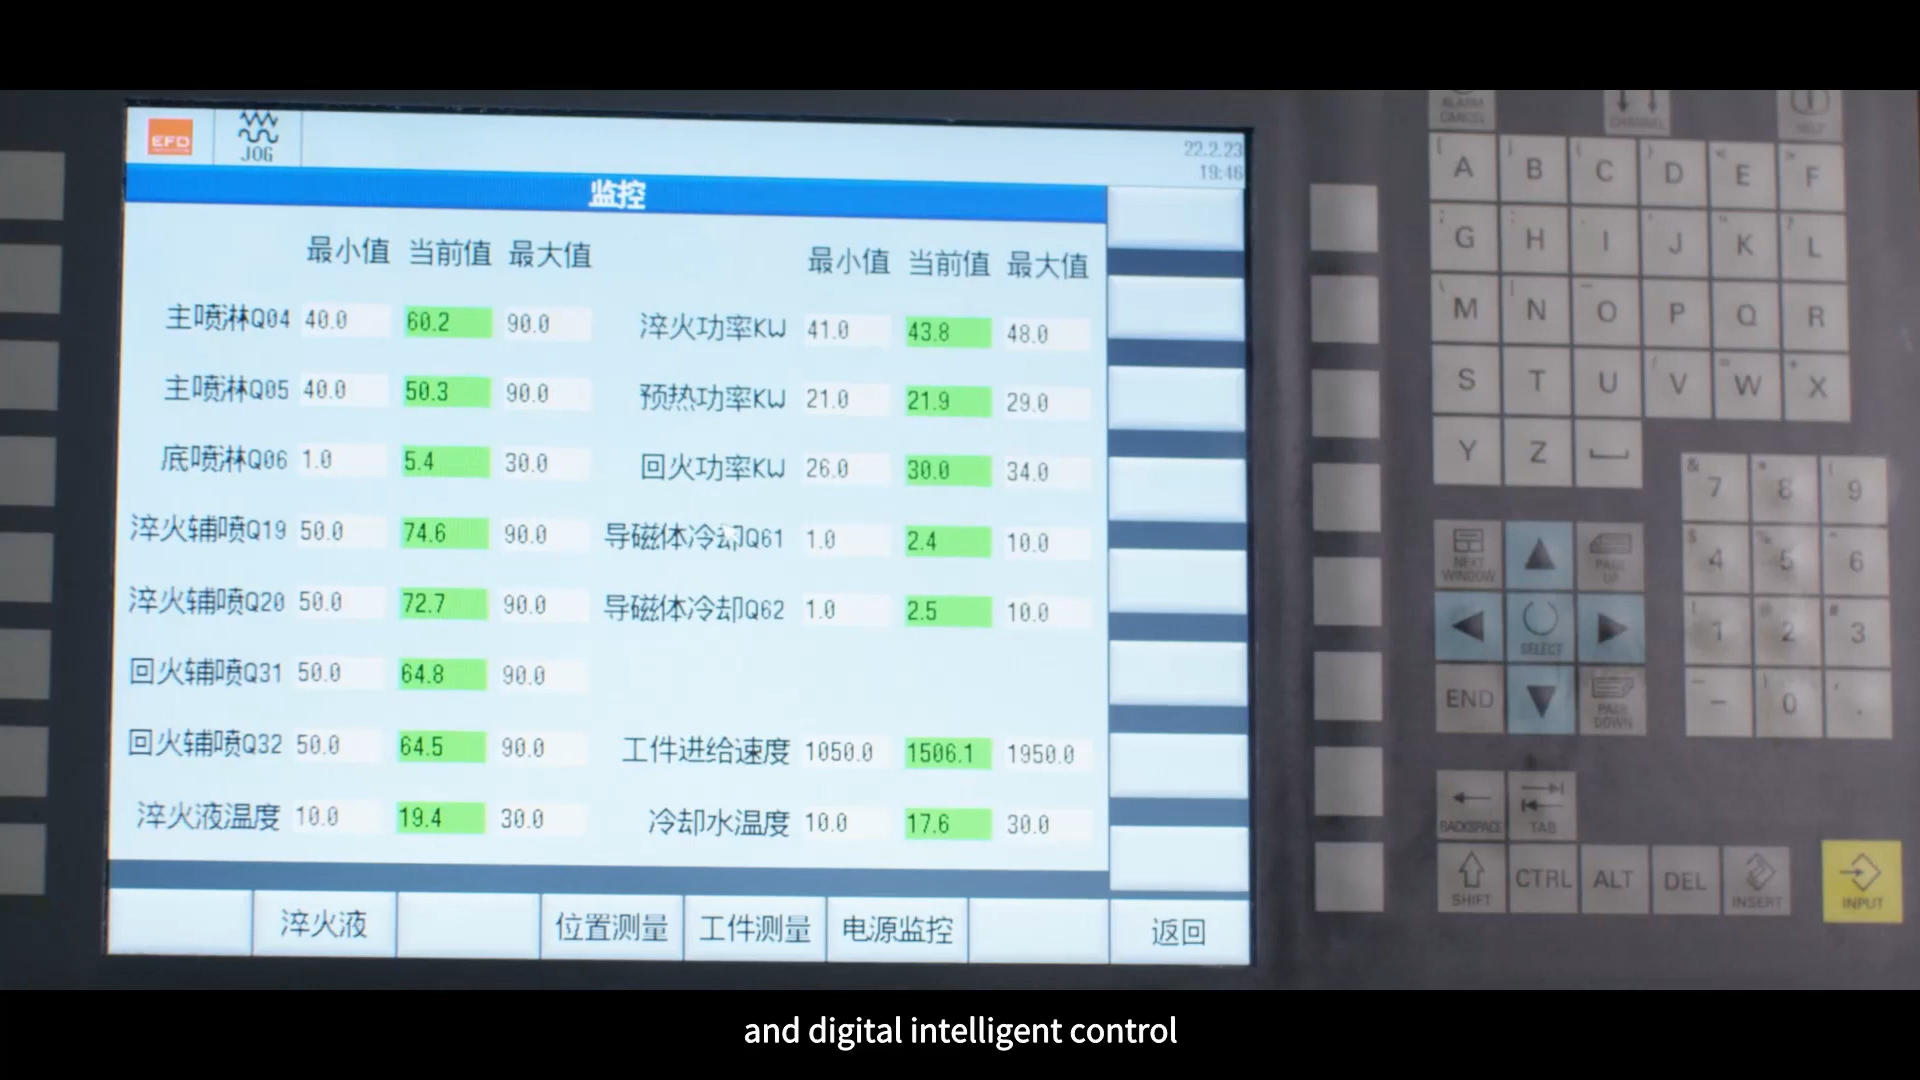 EFD
JOG
22.2.23
19:46
监控
最小值 当前值 最大值 最小值 当前值 最大值
主喷淋Q04 40.0 60.2 90.0 淬火功率KW 41.0 43.8 48.0
主喷淋Q05 40.0 50.3 90.0 预热功率KW 21.0 21.9 29.0
底喷淋Q06 1.0 5.4 30.0 回火功率KW 26.0 30.0 34.0
淬火辅喷Q19 50.0 74.6 90.0 导磁体冷却Q61 1.0 2.4 10.0
淬火辅喷Q20 50.0 72.7 90.0 导磁体冷却Q62 1.0 2.5 10.0
回火辅喷Q31 50.0 64.8 90.0
回火辅喷Q32 50.0 64.5 90.0 工件进给速度 1050.0 1506.1 1950.0
淬火液温度 10.0 19.4 30.0 冷却水温度 10.0 17.6 30.0
淬火液 位置测量 工件测量 电源监控 返回
ALARM CANCEL CHANNEL HELP
A B C D E F
G H I J K L
M N O P Q R
S T U V W X
Y Z
7 8 9
4 5 6
1 2 3
- 0 .
NEXT WINDOW PAGE UP
SELECT
END PAGE DOWN
BACKSPACE TAB
SHIFT CTRL ALT DEL INSERT INPUT
and digital intelligent control